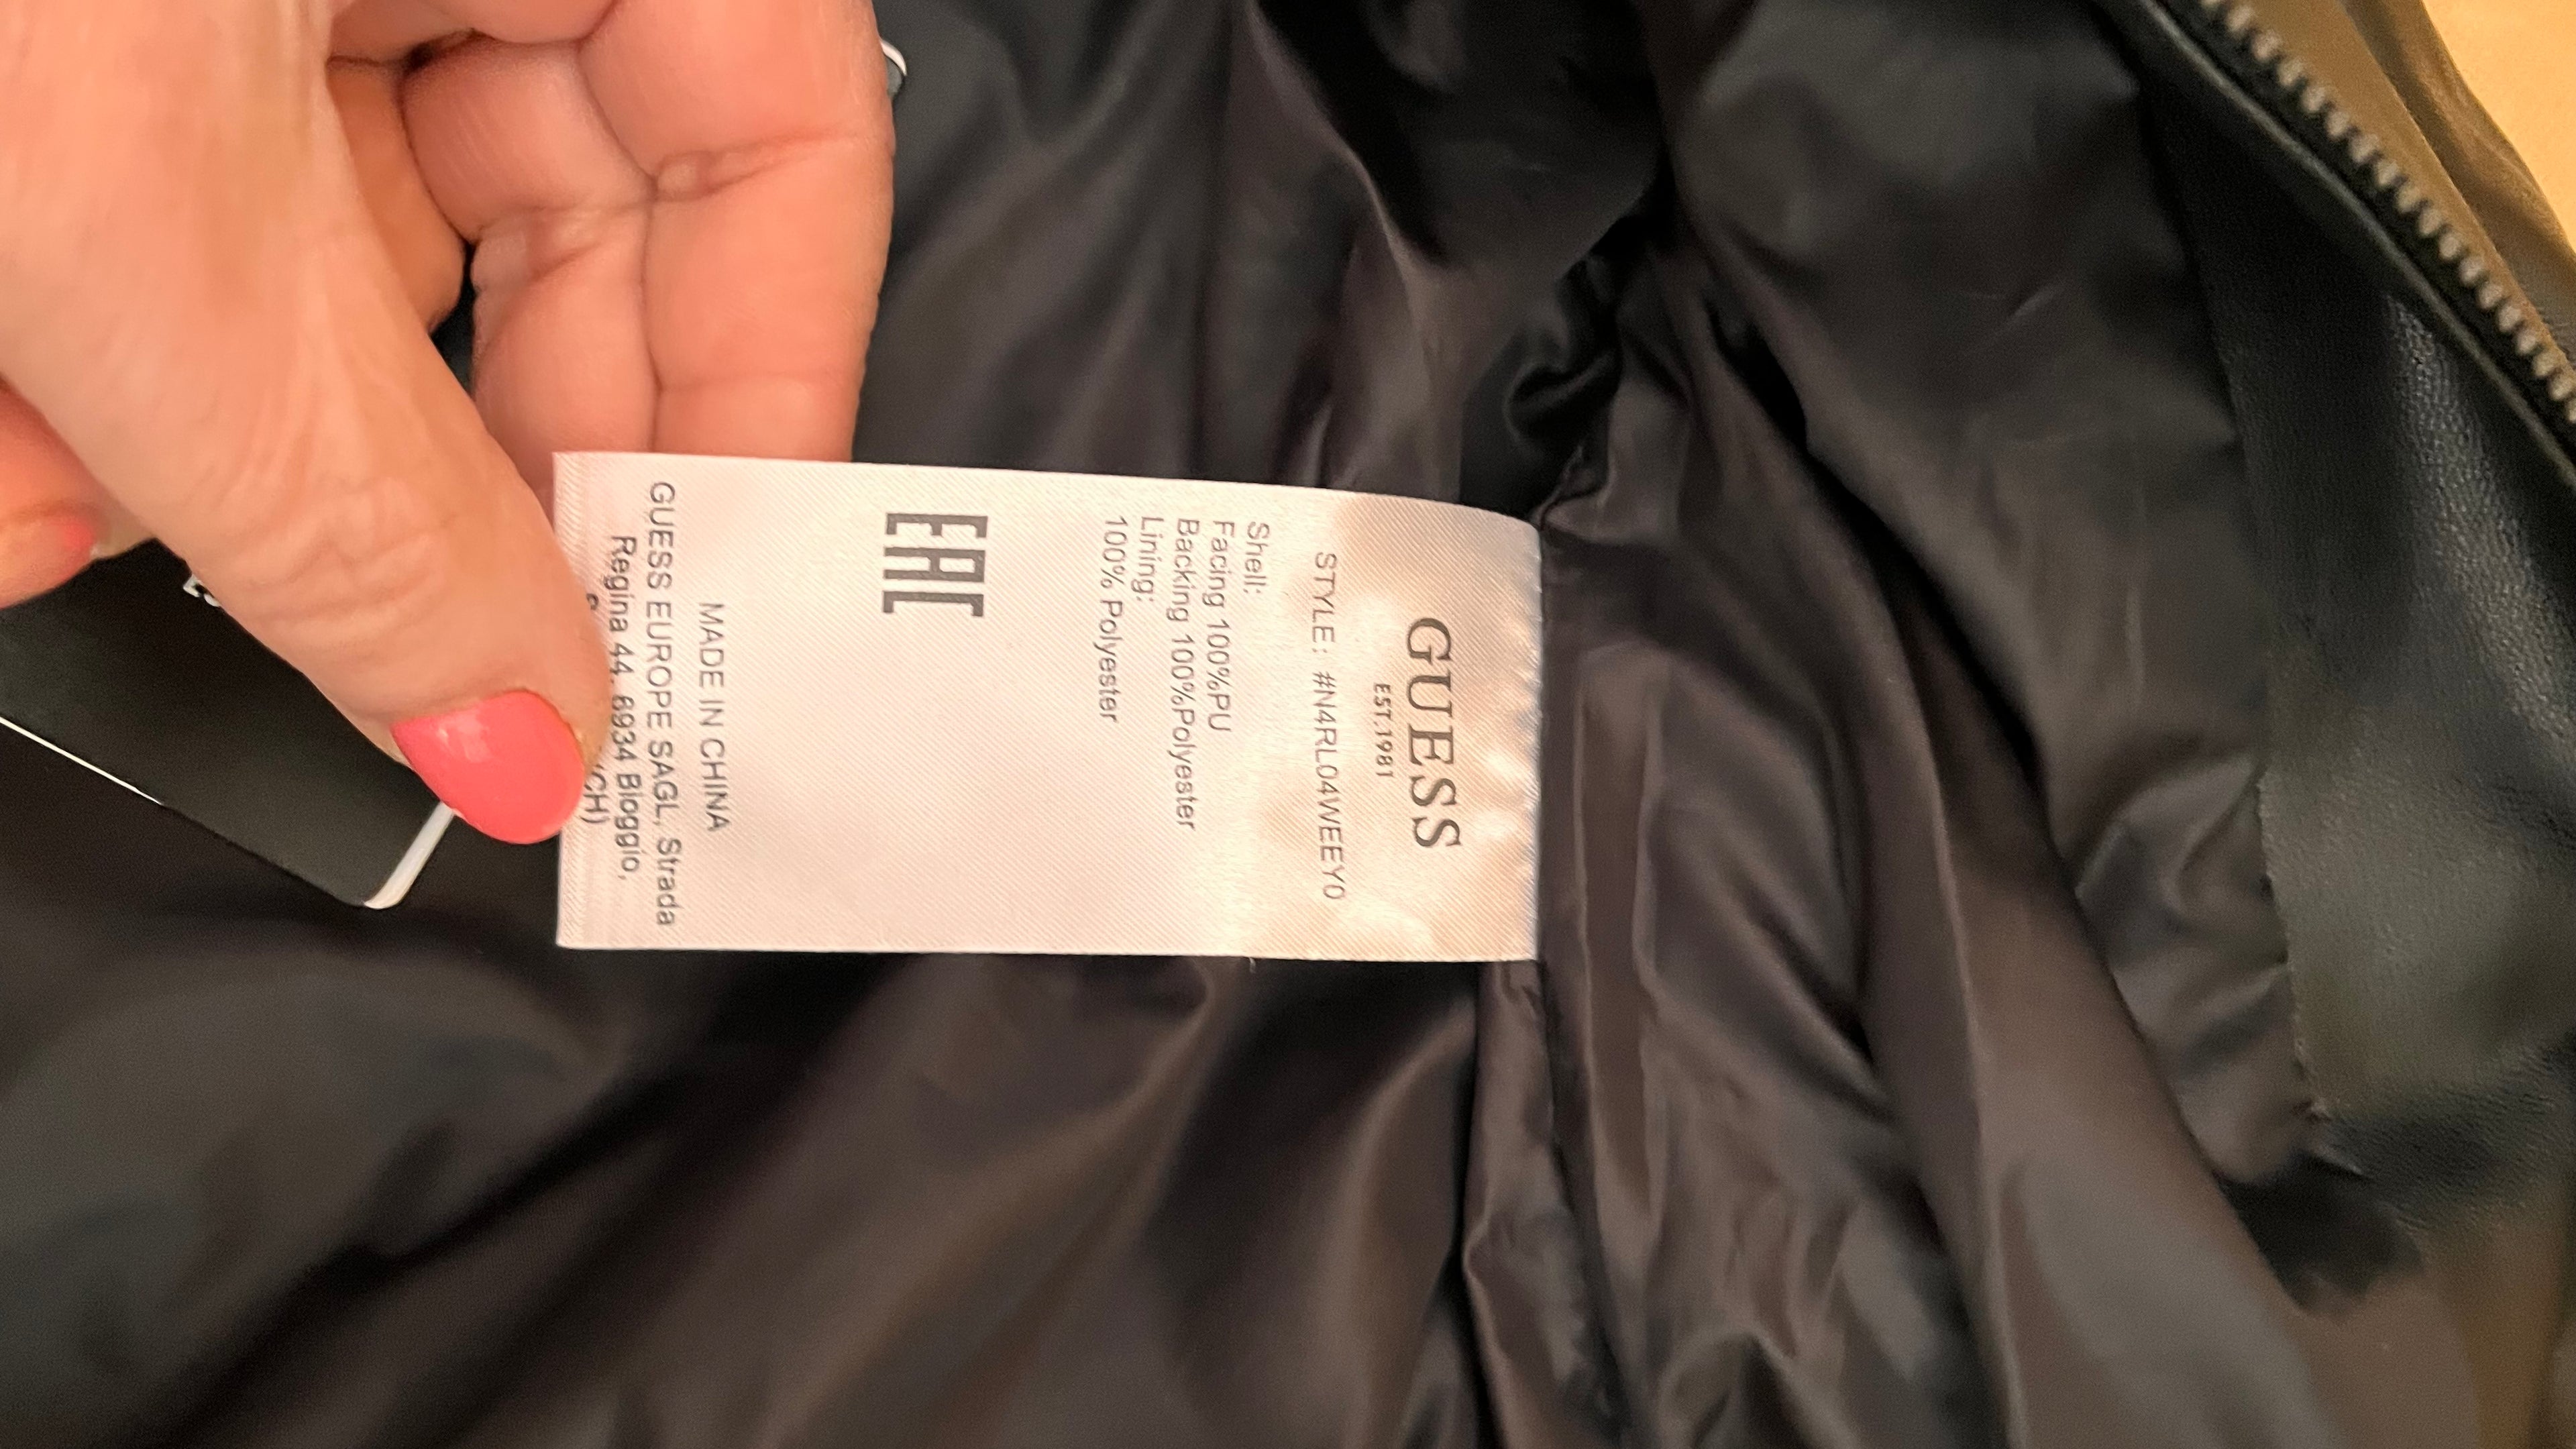 GUESS
EST.1981
STYLE: #N4RL04WEEY0
Shell:
Facing 100%PU
Backing 100%Polyester
Lining:
100% Polyester
EAC
MADE IN CHINA
GUESS EUROPE SAGL, Strada
Regina 44, 6934 Bioggio,
(CH)